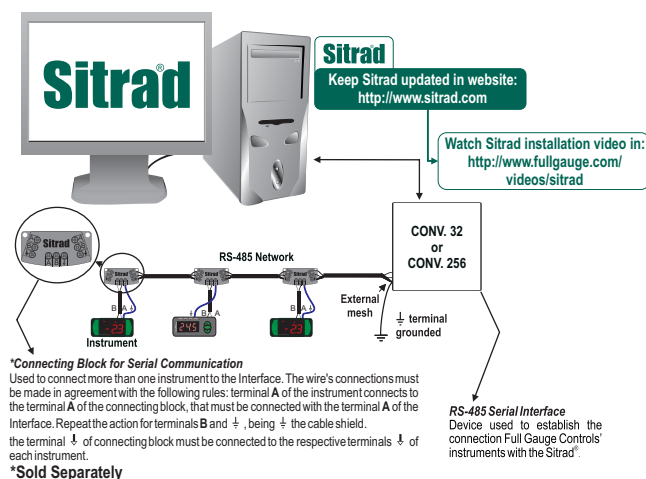 Sitrad®
Sitrad
Keep Sitrad updated in website:
http://www.sitrad.com
Watch Sitrad installation video in:
http://www.fullgauge.com/
videos/sitrad
CONV. 32
or
CONV. 256
Sitrad
RS-485 Network
Sitrad
Sitrad
Sitrad
External
mesh
⏚ terminal
grounded
B A
B A
B A
-23
245
-23
Instrument
*Connecting Block for Serial Communication
Used to connect more than one instrument to the Interface. The wire's connections must
be made in agreement with the following rules: terminal A of the instrument connects to
the terminal A of the connecting block, that must be connected with the terminal A of the
Interface. Repeat the action for terminals B and ⏚, being ⏚ the cable shield.
the terminal of connecting block must be connected to the respective terminals of
each instrument.
*Sold Separately
RS-485 Serial Interface
Device used to establish the
connection Full Gauge Controls'
instruments with the Sitrad®.